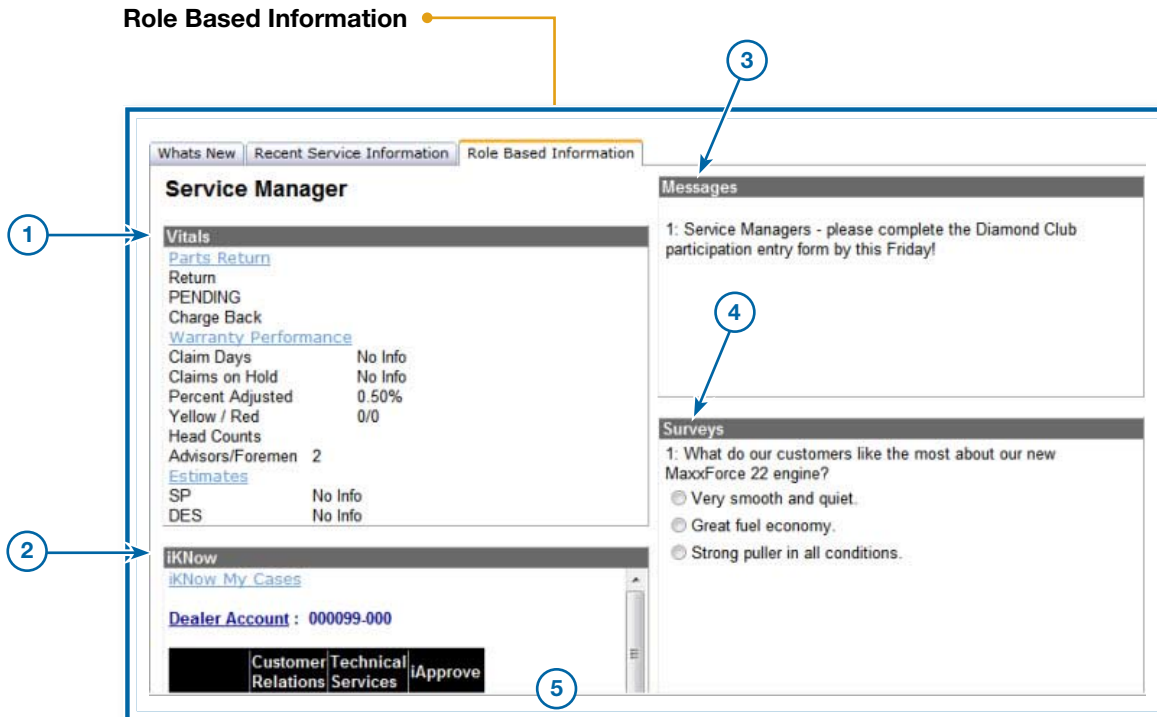 Role Based Information
3
Whats New Recent Service Information Role Based Information
Service Manager
1
Vitals
Parts Return
Return
PENDING
Charge Back
Warranty Performance
Claim Days No Info
Claims on Hold No Info
Percent Adjusted 0.50%
Yellow / Red 0/0
Head Counts
Advisors/Foremen 2
Estimates
SP No Info
DES No Info
2
iKNow
iKNow My Cases
Dealer Account : 000099-000
Customer Relations Technical Services iApprove
5
Messages
1: Service Managers - please complete the Diamond Club
participation entry form by this Friday!
4
Surveys
1: What do our customers like the most about our new
MaxxForce 22 engine?
Very smooth and quiet.
Great fuel economy.
Strong puller in all conditions.